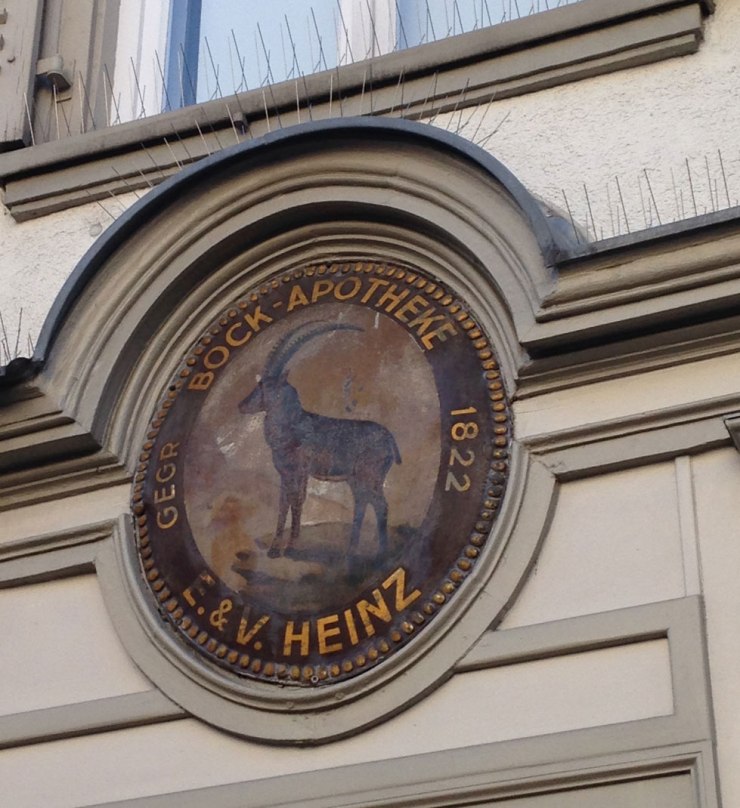 BOCK-APOTHEKE
GEGR 1822
E. & V. HEINZ